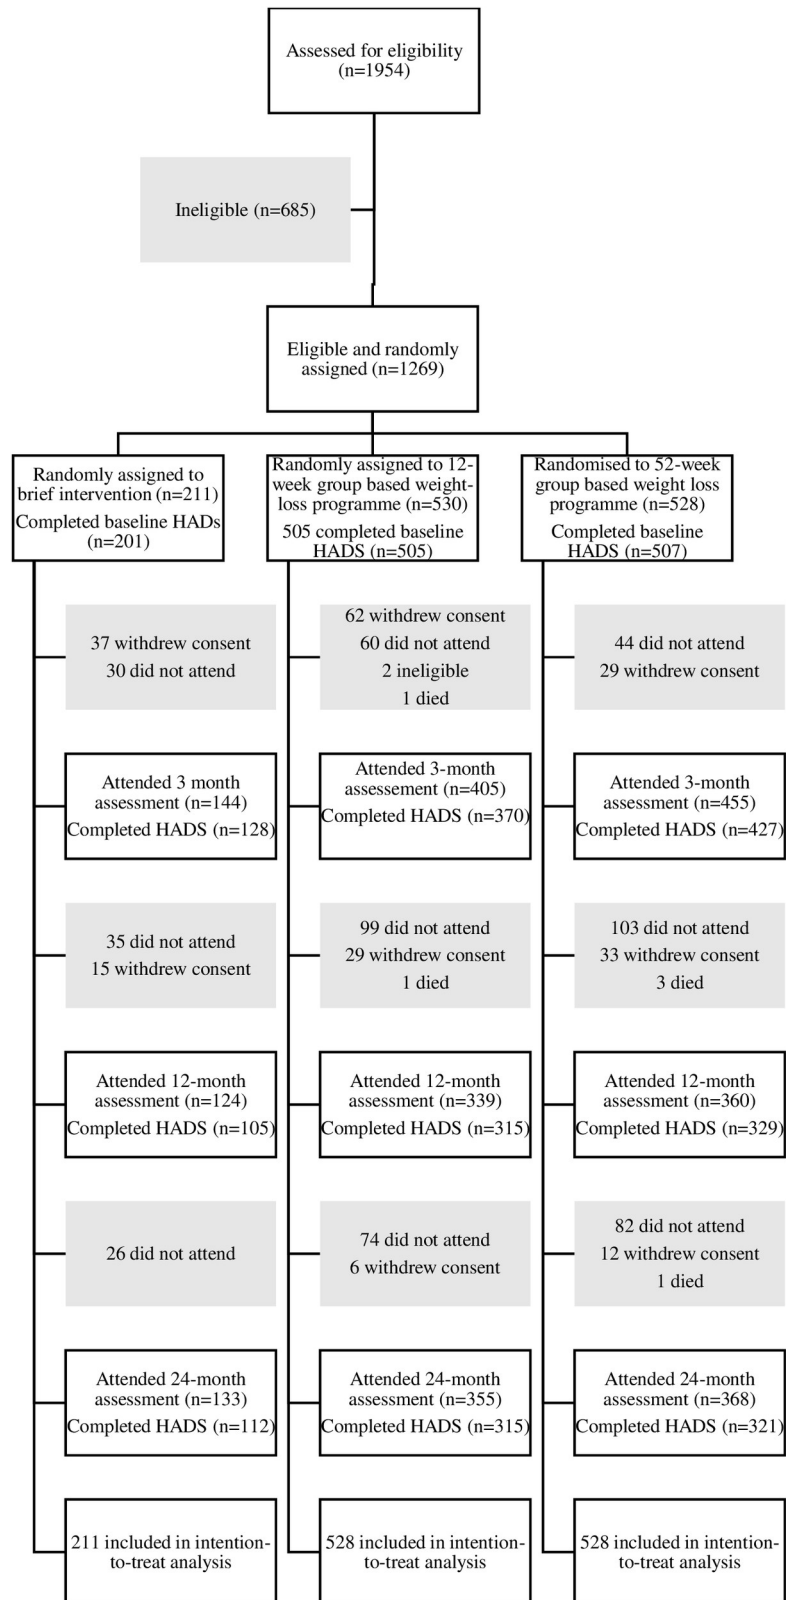 Assessed for eligibility
(n=1954)
Ineligible (n=685)
Eligible and randomly
assigned (n=1269)
Randomly assigned to
brief intervention (n=211)
Completed baseline HADs
(n=201)
Randomly assigned to 12-
week group based weight-
loss programme (n=530)
505 completed baseline
HADS (n=505)
Randomised to 52-week
group based weight loss
programme (n=528)
Completed baseline
HADS (n=507)
37 withdrew consent
30 did not attend
62 withdrew consent
60 did not attend
2 ineligible
1 died
44 did not attend
29 withdrew consent
Attended 3 month
assessment (n=144)
Completed HADS (n=128)
Attended 3-month
assessement (n=405)
Completed HADS (n=370)
Attended 3-month
assessment (n=455)
Completed HADS (n=427)
35 did not attend
15 withdrew consent
99 did not attend
29 withdrew consent
1 died
103 did not attend
33 withdrew consent
3 died
Attended 12-month
assessment (n=124)
Completed HADS (n=105)
Attended 12-month
assessment (n=339)
Completed HADS (n=315)
Attended 12-month
assessment (n=360)
Completed HADS (n=329)
26 did not attend
74 did not attend
6 withdrew consent
82 did not attend
12 withdrew consent
1 died
Attended 24-month
assessment (n=133)
Completed HADS (n=112)
Attended 24-month
assessment (n=355)
Completed HADS (n=315)
Attended 24-month
assessment (n=368)
Completed HADS (n=321)
211 included in intention-
to-treat analysis
528 included in intention-
to-treat analysis
528 included in intention-
to-treat analysis